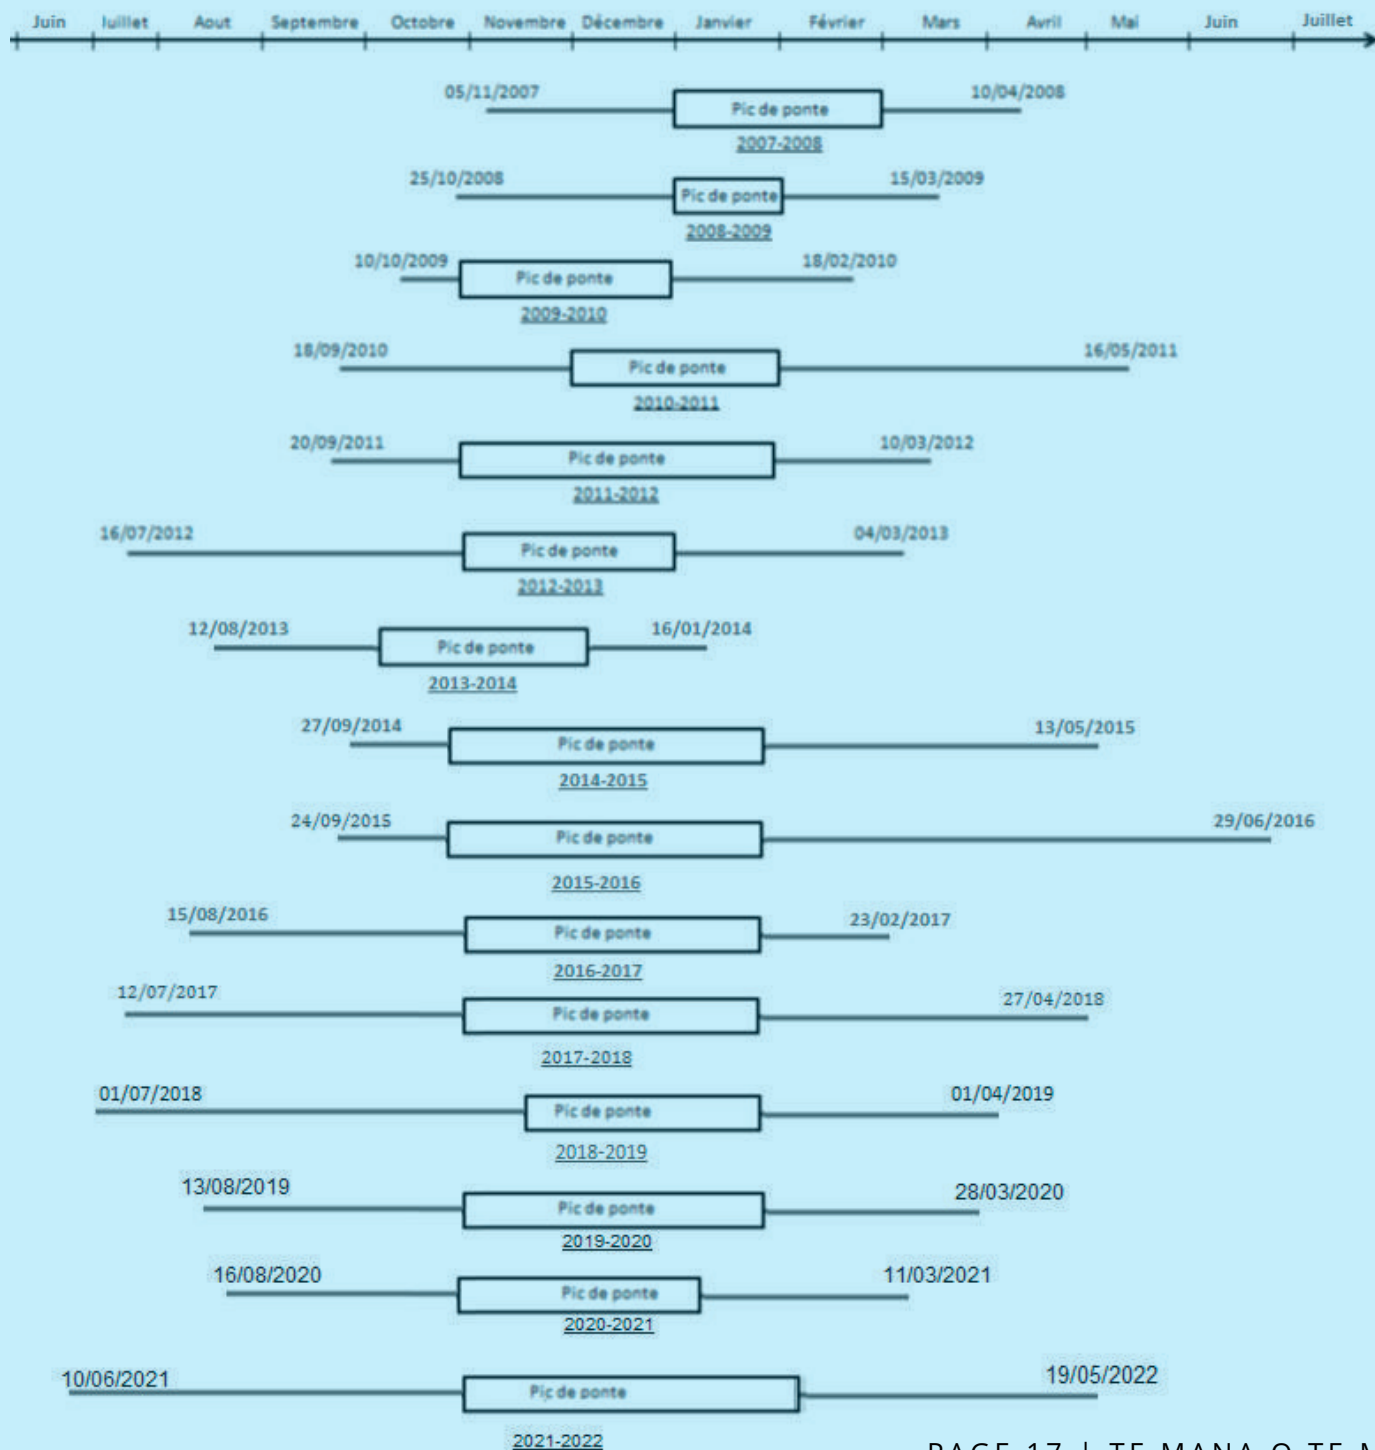 Juin Juillet Aout Septembre Octobre Novembre Décembre Janvier Février Mars Avril Mai Juin Juillet
05/11/2007 10/04/2008
Pic de ponte
2007-2008
25/10/2008 15/03/2009
Pic de ponte
2008-2009
10/10/2009 18/02/2010
Pic de ponte
2009-2010
18/09/2010 16/05/2011
Pic de ponte
2010-2011
20/09/2011 10/03/2012
Pic de ponte
2011-2012
16/07/2012 04/03/2013
Pic de ponte
2012-2013
12/08/2013 16/01/2014
Pic de ponte
2013-2014
27/09/2014 13/05/2015
Pic de ponte
2014-2015
24/09/2015 29/06/2016
Pic de ponte
2015-2016
15/08/2016 23/02/2017
Pic de ponte
2016-2017
12/07/2017 27/04/2018
Pic de ponte
2017-2018
01/07/2018 01/04/2019
Pic de ponte
2018-2019
13/08/2019 28/03/2020
Pic de ponte
2019-2020
16/08/2020 11/03/2021
Pic de ponte
2020-2021
10/06/2021 19/05/2022
Pic de ponte
2021-2022
PAGE 17 | TE MANA O TE M